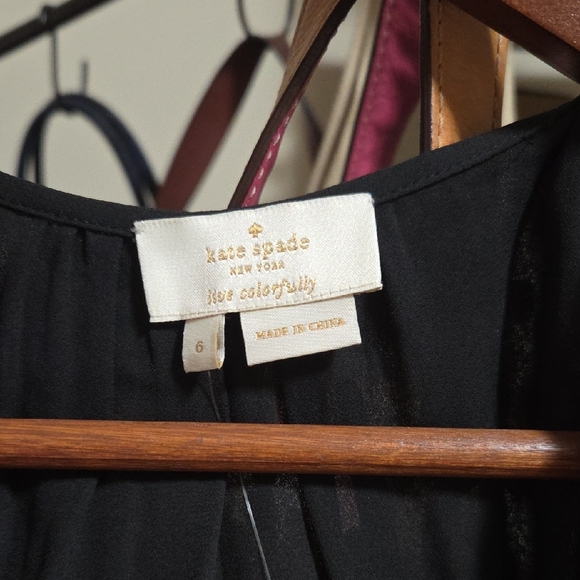 kate spade
NEW YORK
live colorfully
6
MADE IN CHINA